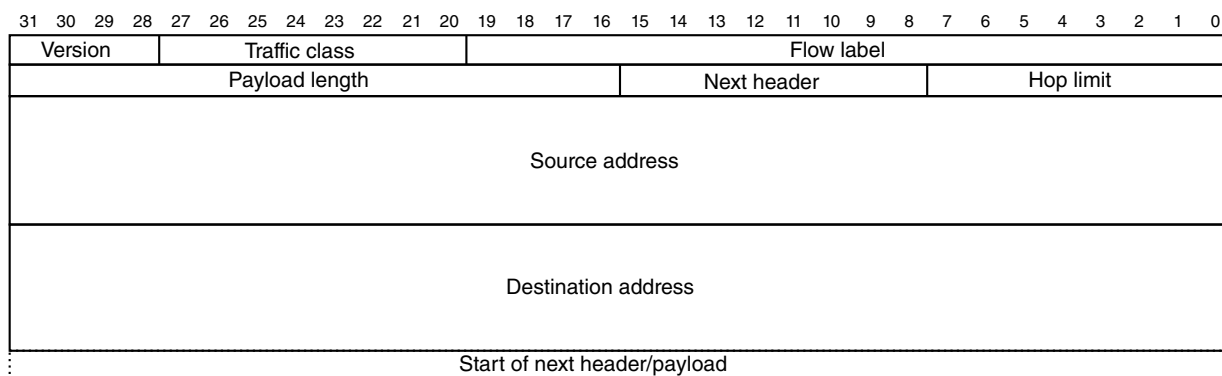 31 30 29 28 27 26 25 24 23 22 21 20 19 18 17 16 15 14 13 12 11 10 9 8 7 6 5 4 3 2 1 0
Version Traffic class Flow label
Payload length Next header Hop limit
Source address
Destination address
Start of next header/payload